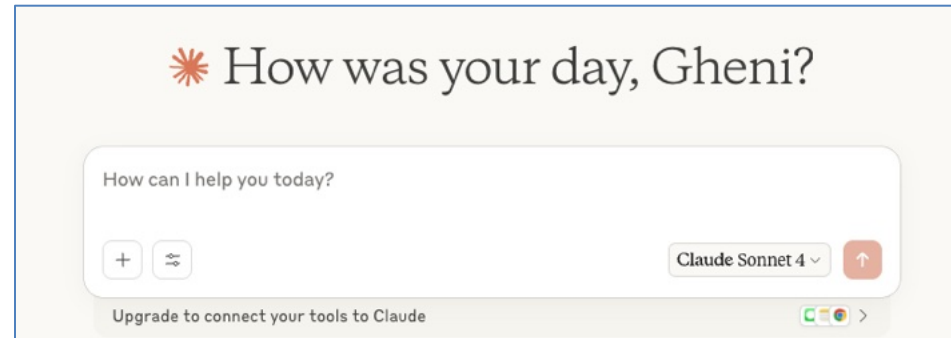 How was your day, Gheni?
How can I help you today?
Claude Sonnet 4
Upgrade to connect your tools to Claude